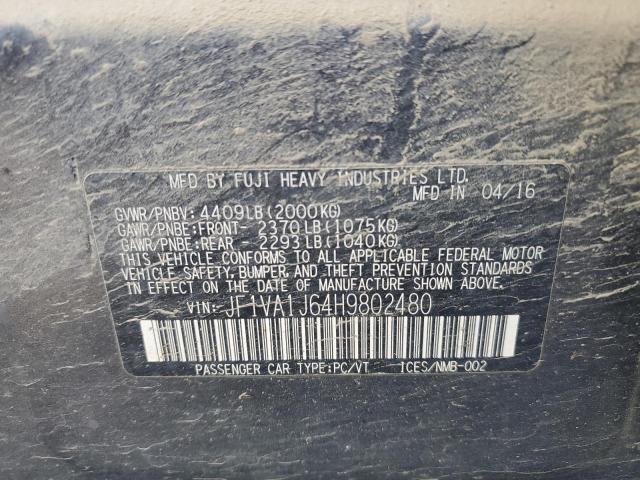 MFD BY FUJI HEAVY INDUSTRIES LTD.
MFD IN 04/16
GVWR/PNBV: 4409LB(2000KG)
GAWR/PNBE:FRONT- 2370LB(1075KG)
GAWR/PNBE:REAR - 2293LB(1040KG)
THIS VEHICLE CONFORMS TO ALL APPLICABLE FEDERAL MOTOR
VEHICLE SAFETY, BUMPER, AND THEFT PREVENTION STANDARDS
IN EFFECT ON THE DATE OF MANUFACTURE SHOWN ABOVE.
VIN: JF1VA1J64H9802480
PASSENGER CAR TYPE:PC/VT ICES/NMB-002